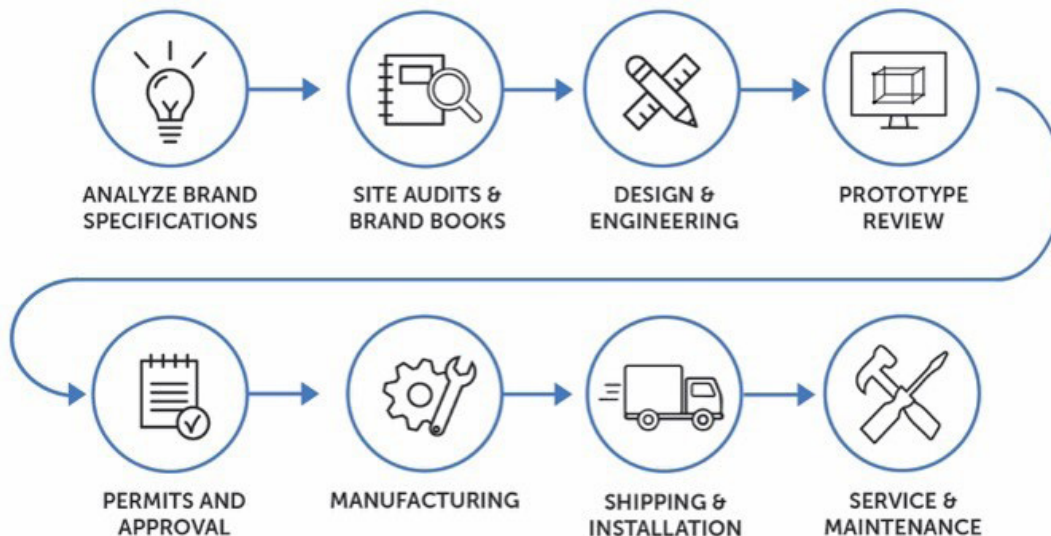 ANALYZE BRAND
SPECIFICATIONS
SITE AUDITS &
BRAND BOOKS
DESIGN &
ENGINEERING
PROTOTYPE
REVIEW
PERMITS AND
APPROVAL
MANUFACTURING
SHIPPING &
INSTALLATION
SERVICE &
MAINTENANCE